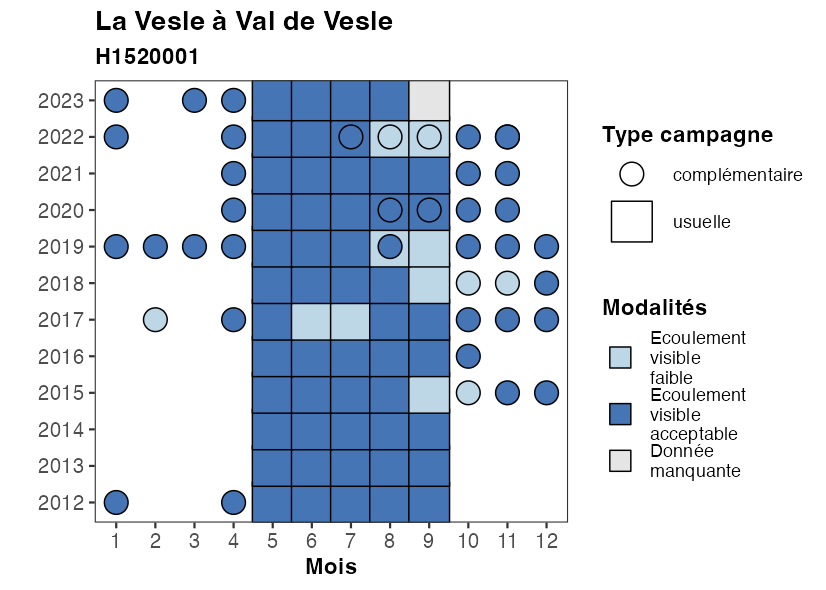 La Vesle à Val de Vesle
H1520001
2023
2022
2021
2020
2019
2018
2017
2016
2015
2014
2013
2012
1 2 3 4 5 6 7 8 9 10 11 12
Mois
Type campagne
complémentaire
usuelle
Modalités
Ecoulement
visible
faible
Ecoulement
visible
acceptable
Donnée
manquante